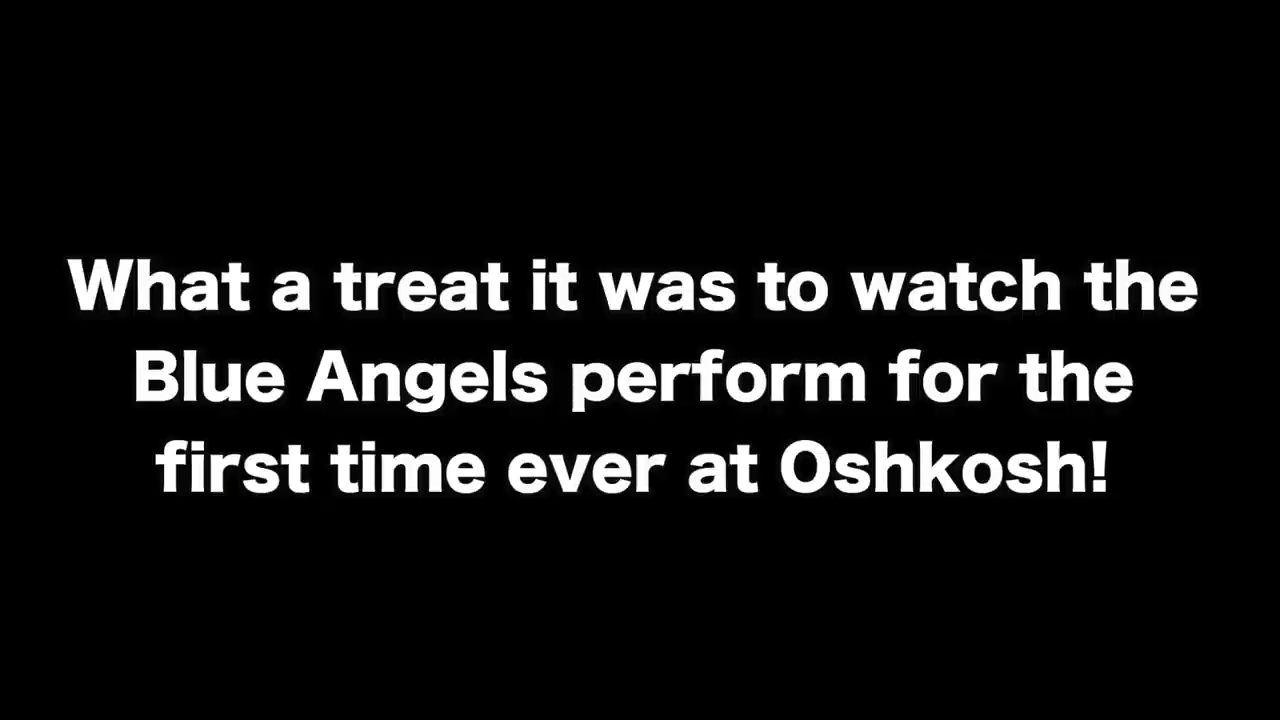 What a treat it was to watch the
Blue Angels perform for the
first time ever at Oshkosh!